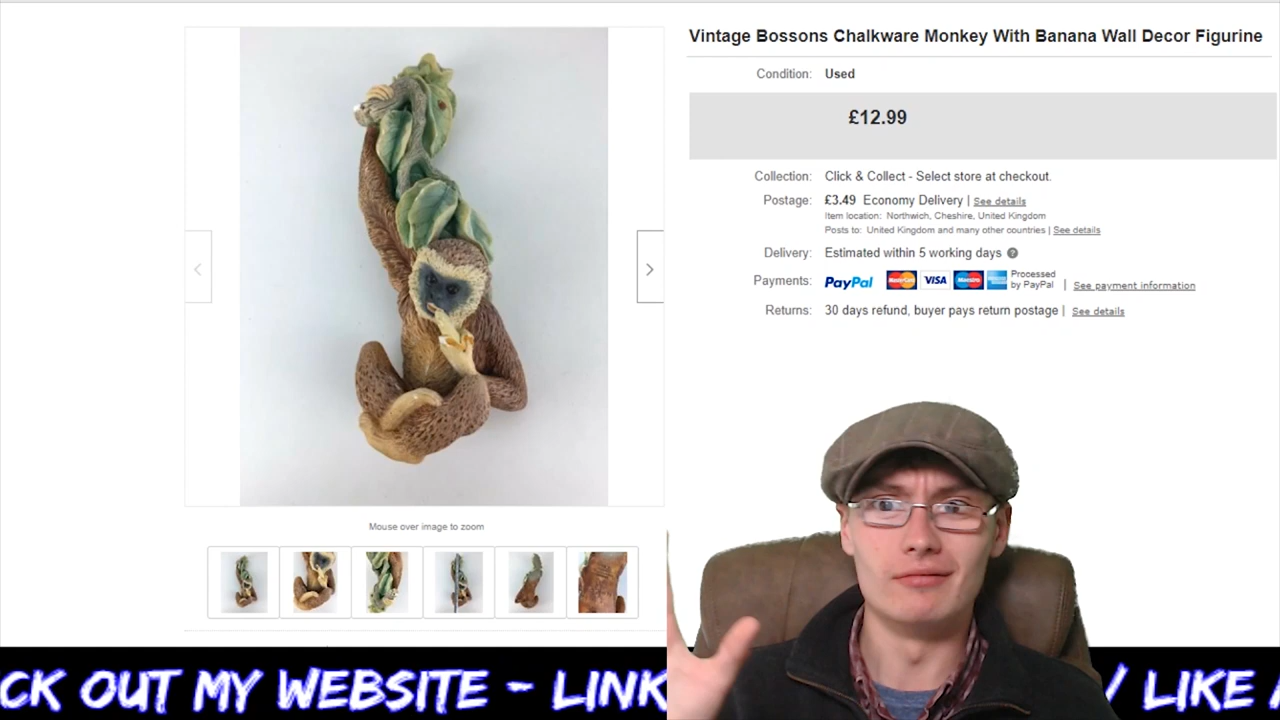 Vintage Bossons Chalkware Monkey With Banana Wall Decor Figurine
Condition: Used
£12.99
Collection: Click & Collect - Select store at checkout.
Postage: £3.49 Economy Delivery | See details
Item location: Northwich, Cheshire, United Kingdom
Posts to: United Kingdom and many other countries | See details
Delivery: Estimated within 5 working days ?
Payments: PayPal MasterCard VISA Maestro Processed by PayPal | See payment information
Returns: 30 days refund, buyer pays return postage | See details
Mouse over image to zoom
CK OUT MY WEBSITE - LINK / LIKE A